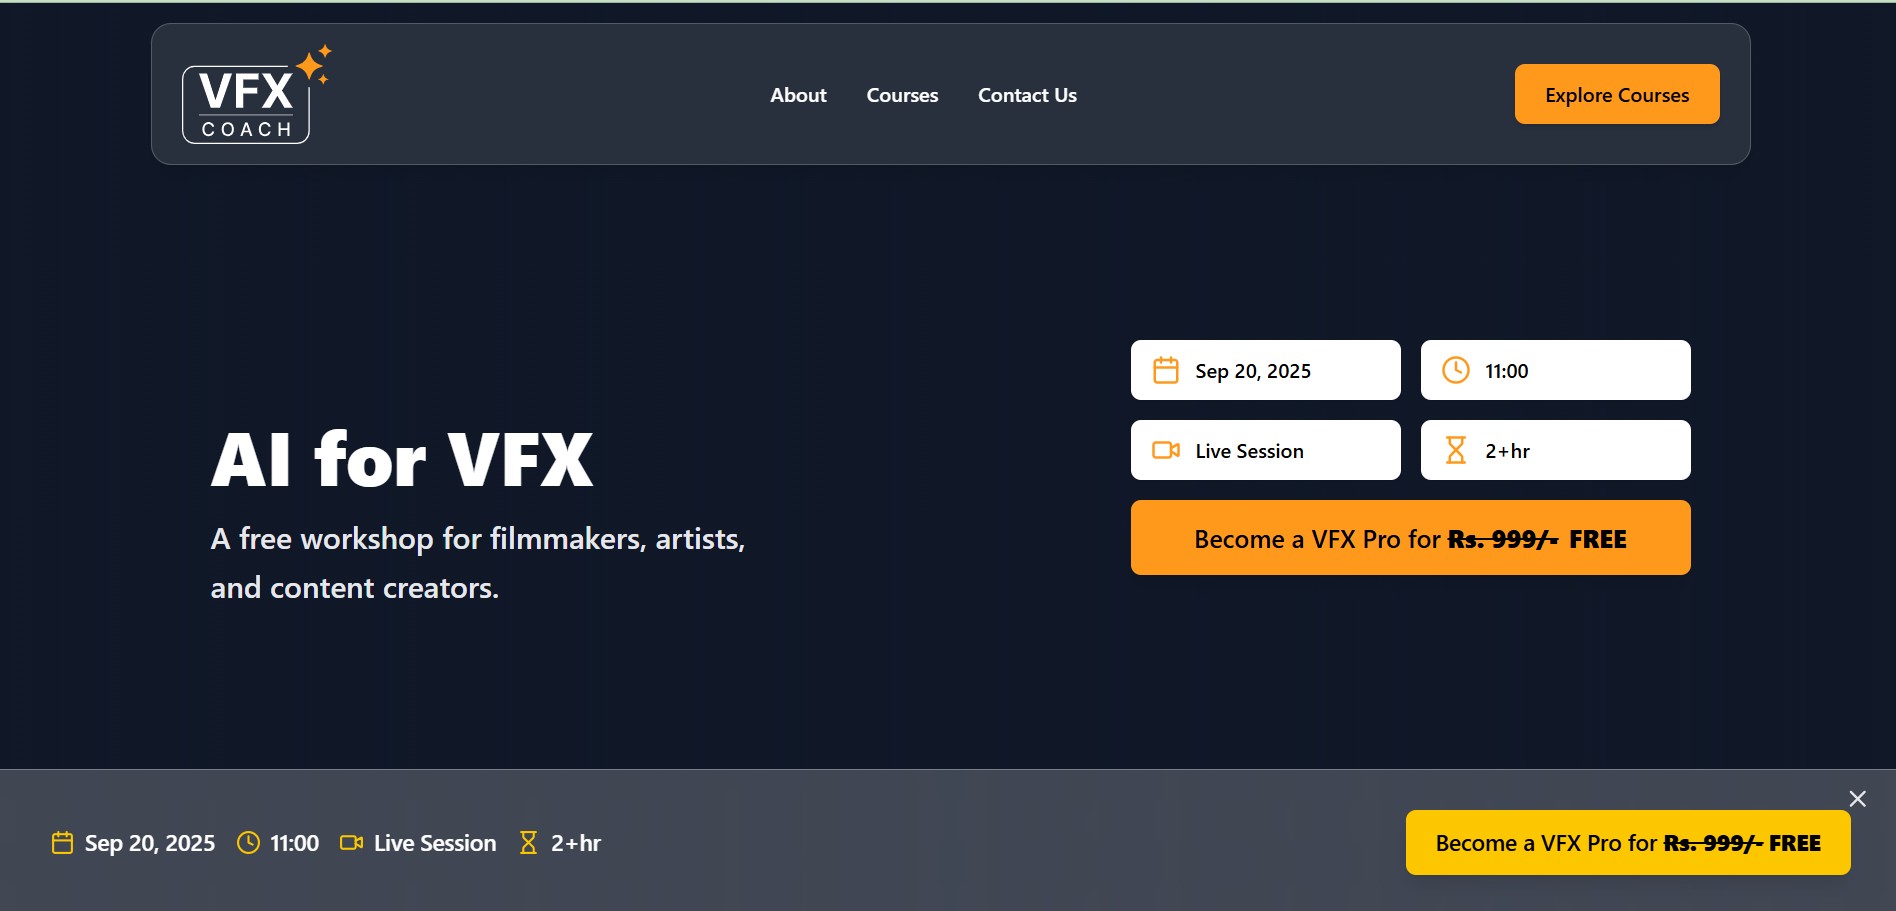 VFX
COACH
About
Courses
Contact Us
Explore Courses
AI for VFX
A free workshop for filmmakers, artists,
and content creators.
Sep 20, 2025
11:00
Live Session
2+hr
Become a VFX Pro for Rs. 999/- FREE
Sep 20, 2025
11:00
Live Session
2+hr
Become a VFX Pro for Rs. 999/- FREE